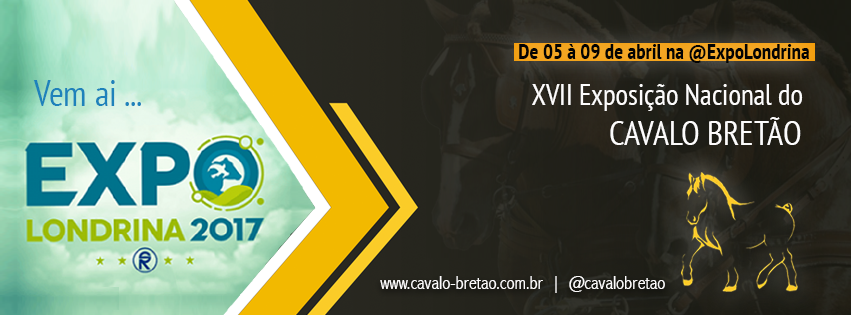 Vem ai ...
EXPO
LONDRINA 2017
R
De 05 à 09 de abril na @ExpoLondrina
XVII Exposição Nacional do
CAVALO BRETÃO
www.cavalo-bretao.com.br | @cavalobretao